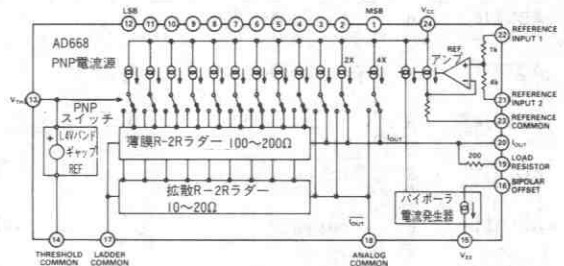 LSB
MSB
Vcc
12
11
10
9
8
7
6
5
4
3
2
1
24
22
REFERENCE
INPUT 1
AD668
PNP電流源
2X
4X
REF
アンプ
1k
4k
21
REFERENCE
INPUT 2
VTH
13
PNP
スイッチ
1.4Vバンド
ギャップ
REF
23
REFERENCE
COMMON
薄膜R-2Rラダー 100~200Ω
IOUT
20
IOUT
200
19
LOAD
RESISTOR
拡散R-2Rラダー
10~20Ω
16
BIPOLAR
OFFSET
バイポーラ
電流発生器
IOUT
14
17
18
15
THRESHOLD
COMMON
LADDER
COMMON
ANALOG
COMMON
VEE